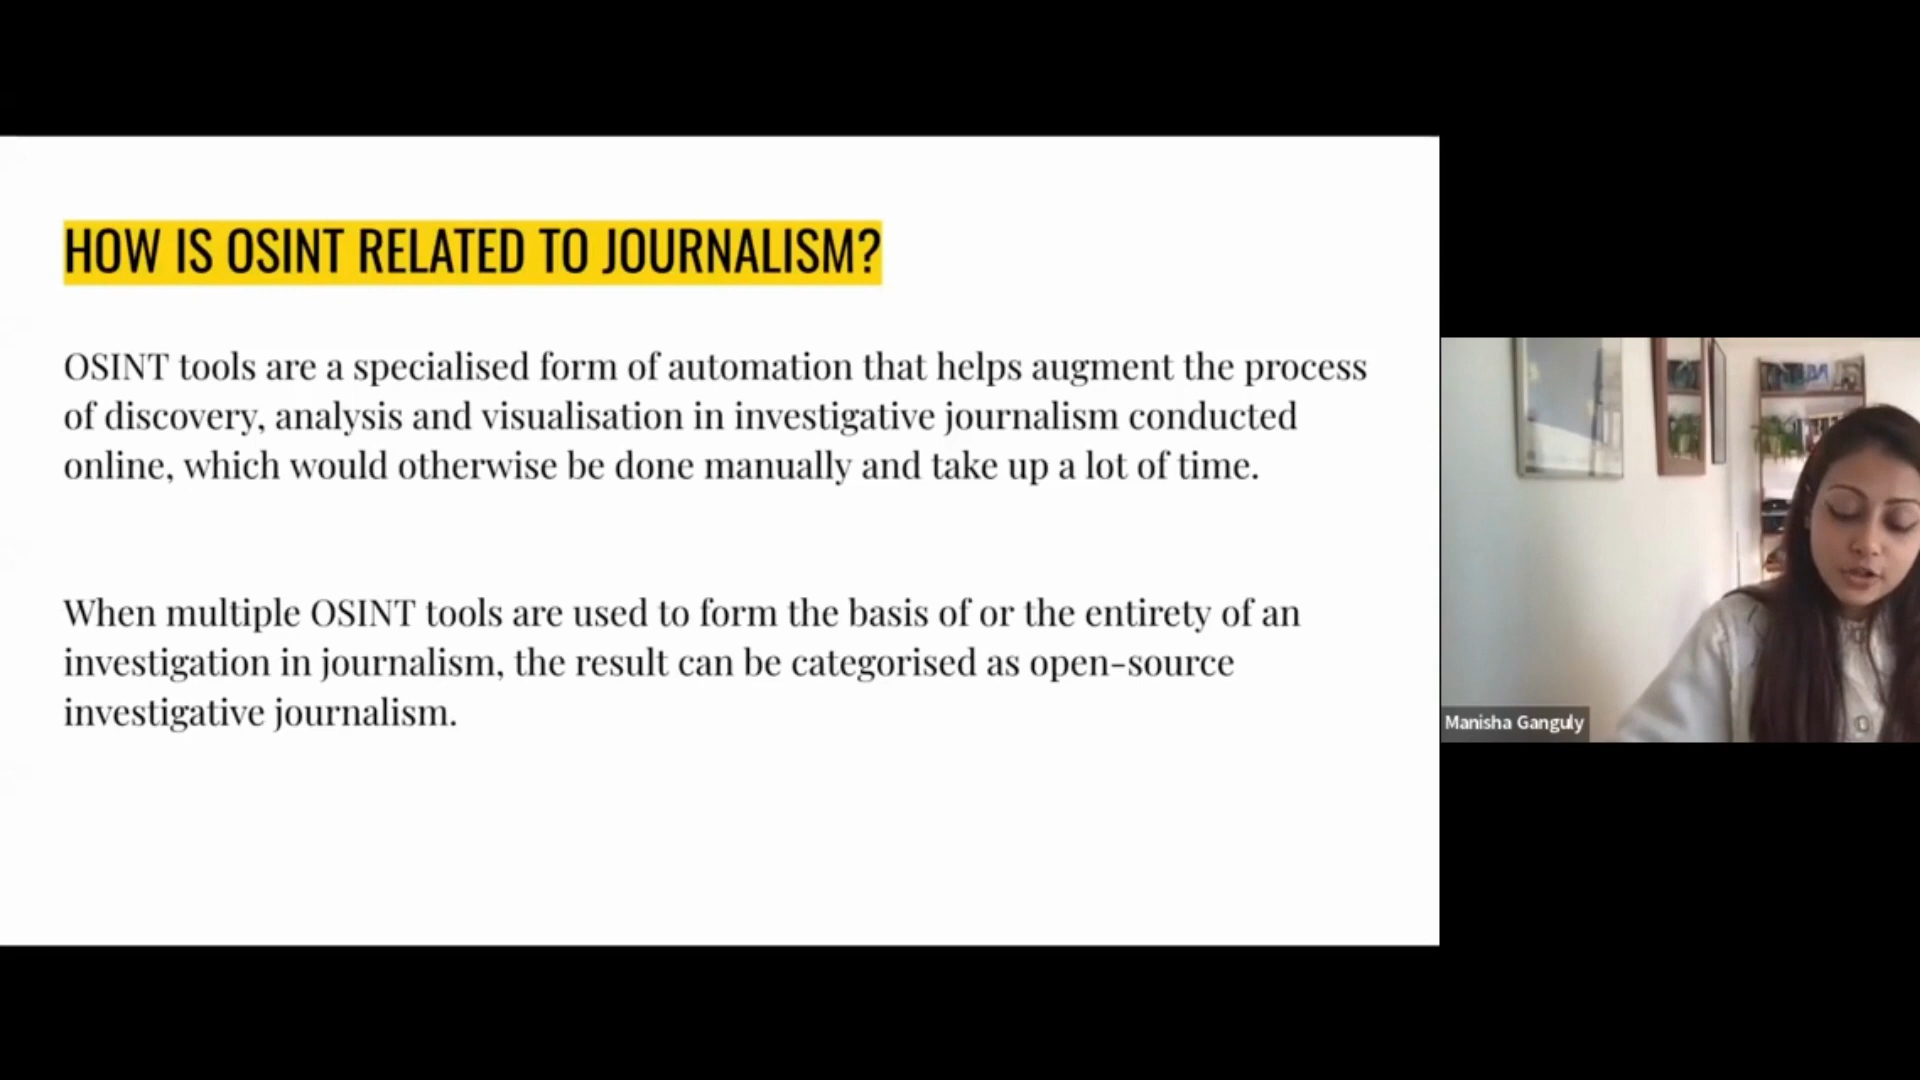 HOW IS OSINT RELATED TO JOURNALISM?
OSINT tools are a specialised form of automation that helps augment the process
of discovery, analysis and visualisation in investigative journalism conducted
online, which would otherwise be done manually and take up a lot of time.
When multiple OSINT tools are used to form the basis of or the entirety of an
investigation in journalism, the result can be categorised as open-source
investigative journalism.
Manisha Ganguly